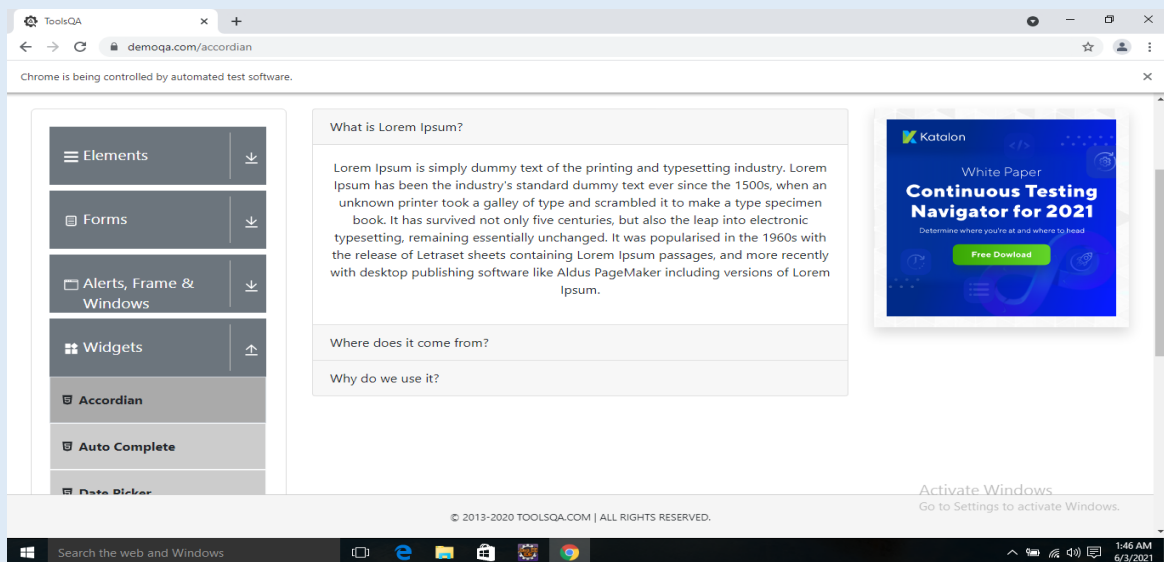 ToolsQA
demoqa.com/accordian
Chrome is being controlled by automated test software.
Elements
Forms
Alerts, Frame &
Windows
Widgets
Accordian
Auto Complete
Date Picker
What is Lorem Ipsum?
Lorem Ipsum is simply dummy text of the printing and typesetting industry. Lorem
Ipsum has been the industry's standard dummy text ever since the 1500s, when an
unknown printer took a galley of type and scrambled it to make a type specimen
book. It has survived not only five centuries, but also the leap into electronic
typesetting, remaining essentially unchanged. It was popularised in the 1960s with
the release of Letraset sheets containing Lorem Ipsum passages, and more recently
with desktop publishing software like Aldus PageMaker including versions of Lorem
Ipsum.
Where does it come from?
Why do we use it?
Katalon
White Paper
Continuous Testing
Navigator for 2021
Determine where you're at and where to head
Free Dowload
Activate Windows
Go to Settings to activate Windows.
© 2013-2020 TOOLSQA.COM | ALL RIGHTS RESERVED.
Search the web and Windows
1:46 AM
6/3/2021